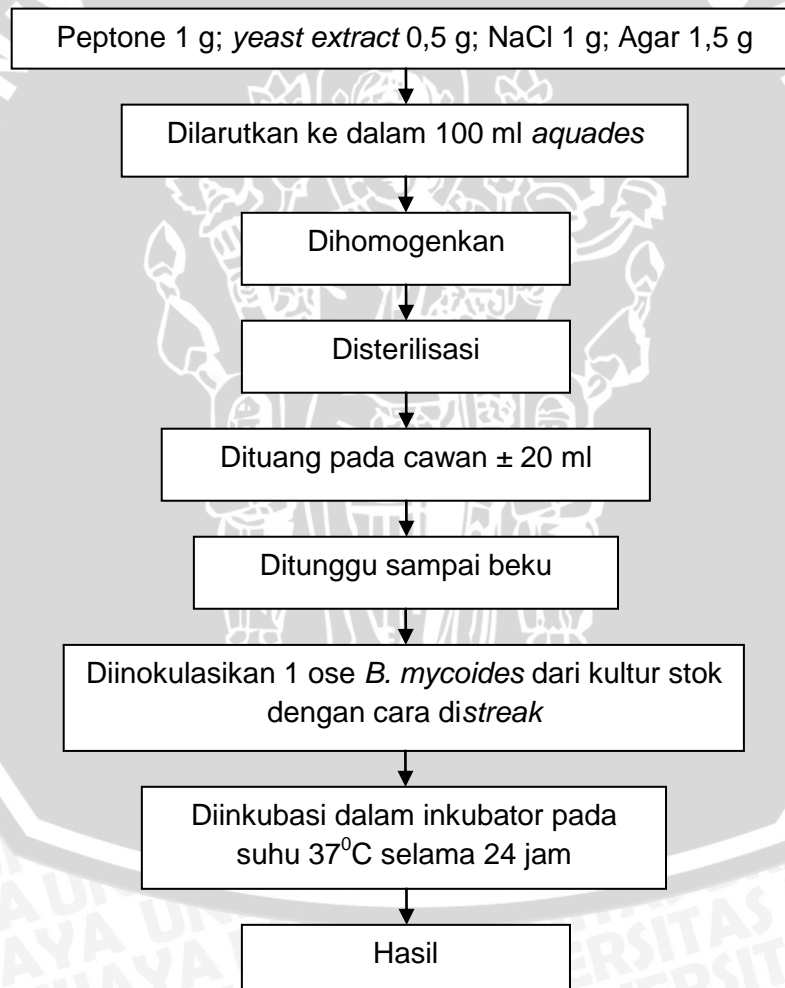 Peptone 1 g; yeast extract 0,5 g; NaCl 1 g; Agar 1,5 g
Dilarutkan ke dalam 100 ml aquades
Dihomogenkan
Disterilisasi
Dituang pada cawan ± 20 ml
Ditunggu sampai beku
Diinokulasikan 1 ose B. mycoides dari kultur stok
dengan cara distreak
Diinkubasi dalam inkubator pada
suhu 37⁰C selama 24 jam
Hasil